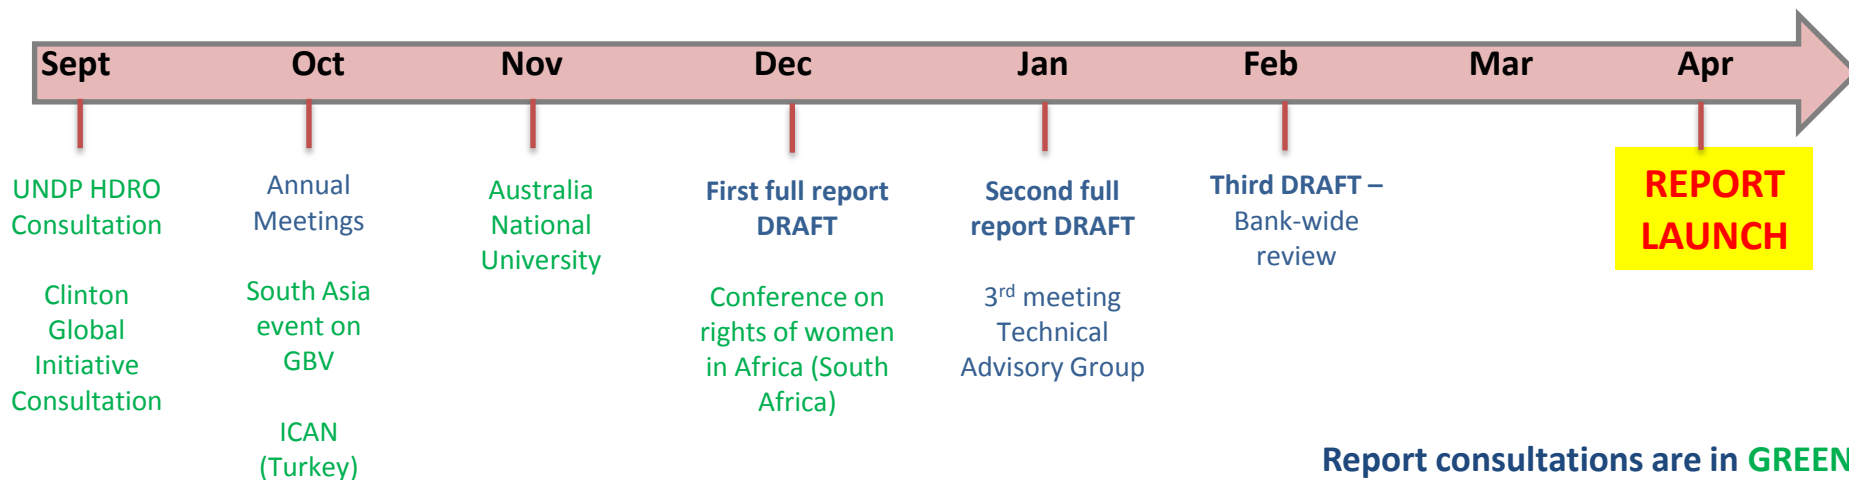 Sept Oct Nov Dec Jan Feb Mar Apr
UNDP HDRO
Consultation
Clinton
Global
Initiative
Consultation
Annual
Meetings
South Asia
event on
GBV
ICAN
(Turkey)
Australia
National
University
First full report
DRAFT
Conference on
rights of women
in Africa (South
Africa)
Second full
report DRAFT
3rd meeting
Technical
Advisory Group
Third DRAFT –
Bank-wide
review
REPORT
LAUNCH
Report consultations are in GREEN